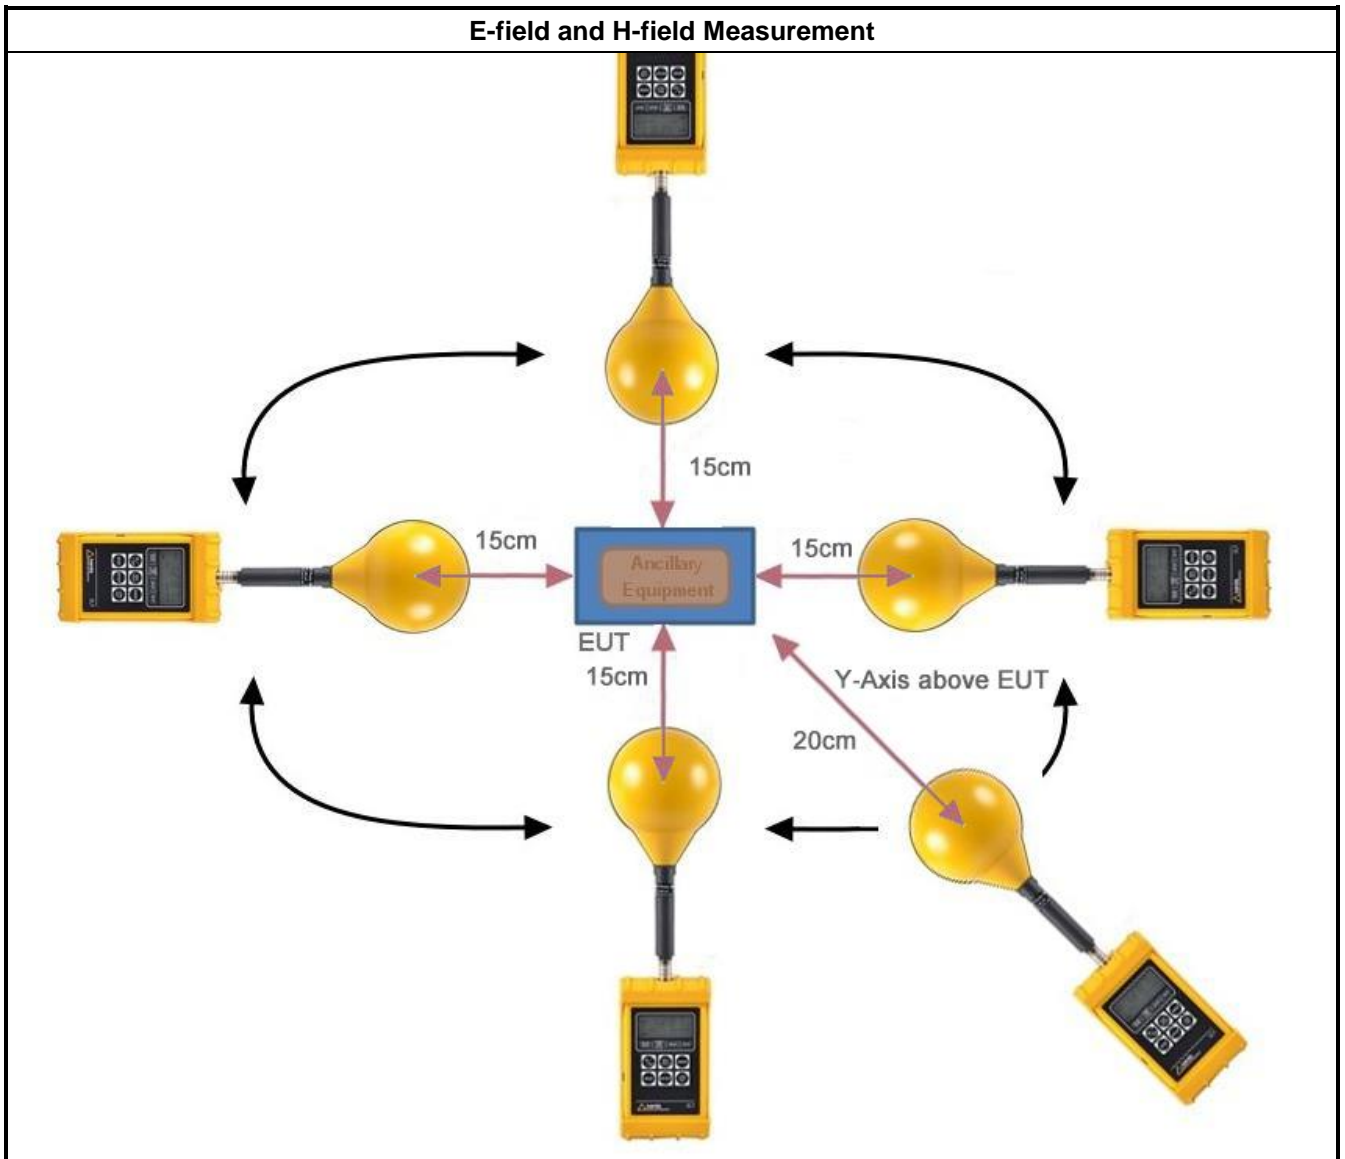 E-field and H-field Measurement
15cm
15cm
15cm
Ancillary
Equipment
EUT
15cm
Y-Axis above EUT
20cm